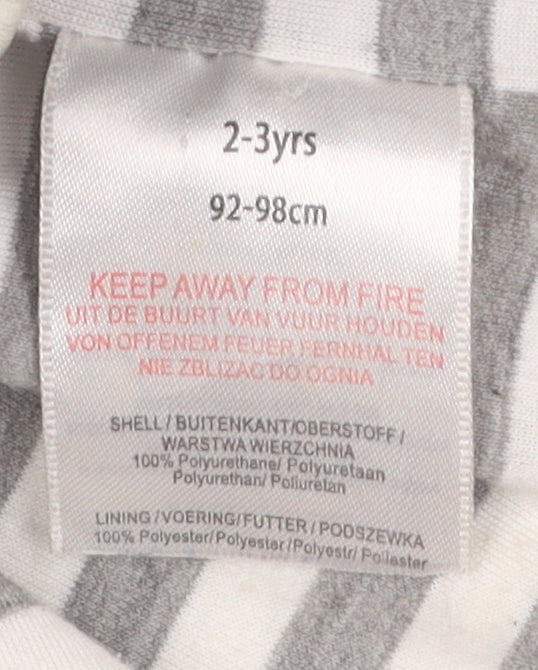 2-3yrs
92-98cm
KEEP AWAY FROM FIRE
UIT DE BUURT VAN VUUR HOUDEN
VON OFFENEM FEUER FERNHAL TEN
NIE ZBLIZAC DO OGNIA
SHELL/BUITENKANT/OBERSTOFF/
WARSTWA WIERZCHNIA
100% Polyurethane/ Polyuretaan
Polyurethan/ Poliuretan
LINING/VOERING/FUTTER/PODSZEWKA
100% Polyester/Polyester/Polyestr/ Poliester